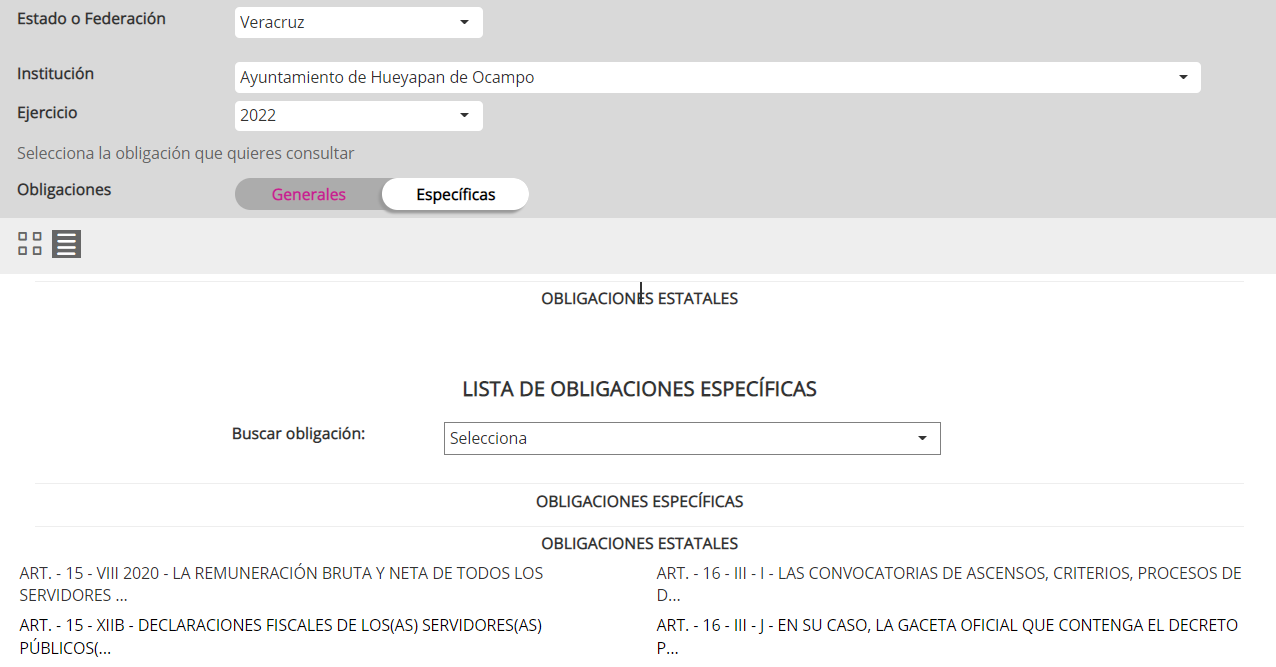 Estado o Federación
Veracruz
Institución
Ayuntamiento de Hueyapan de Ocampo
Ejercicio
2022
Selecciona la obligación que quieres consultar
Obligaciones
Generales
Específicas
OBLIGACIONES ESTATALES
LISTA DE OBLIGACIONES ESPECÍFICAS
Buscar obligación:
Selecciona
OBLIGACIONES ESPECÍFICAS
OBLIGACIONES ESTATALES
ART. - 15 - VIII 2020 - LA REMUNERACIÓN BRUTA Y NETA DE TODOS LOS
SERVIDORES ...
ART. - 16 - III - I - LAS CONVOCATORIAS DE ASCENSOS, CRITERIOS, PROCESOS DE
D...
ART. - 15 - XIIB - DECLARACIONES FISCALES DE LOS(AS) SERVIDORES(AS)
PÚBLICOS(...
ART. - 16 - III - J - EN SU CASO, LA GACETA OFICIAL QUE CONTENGA EL DECRETO
P...